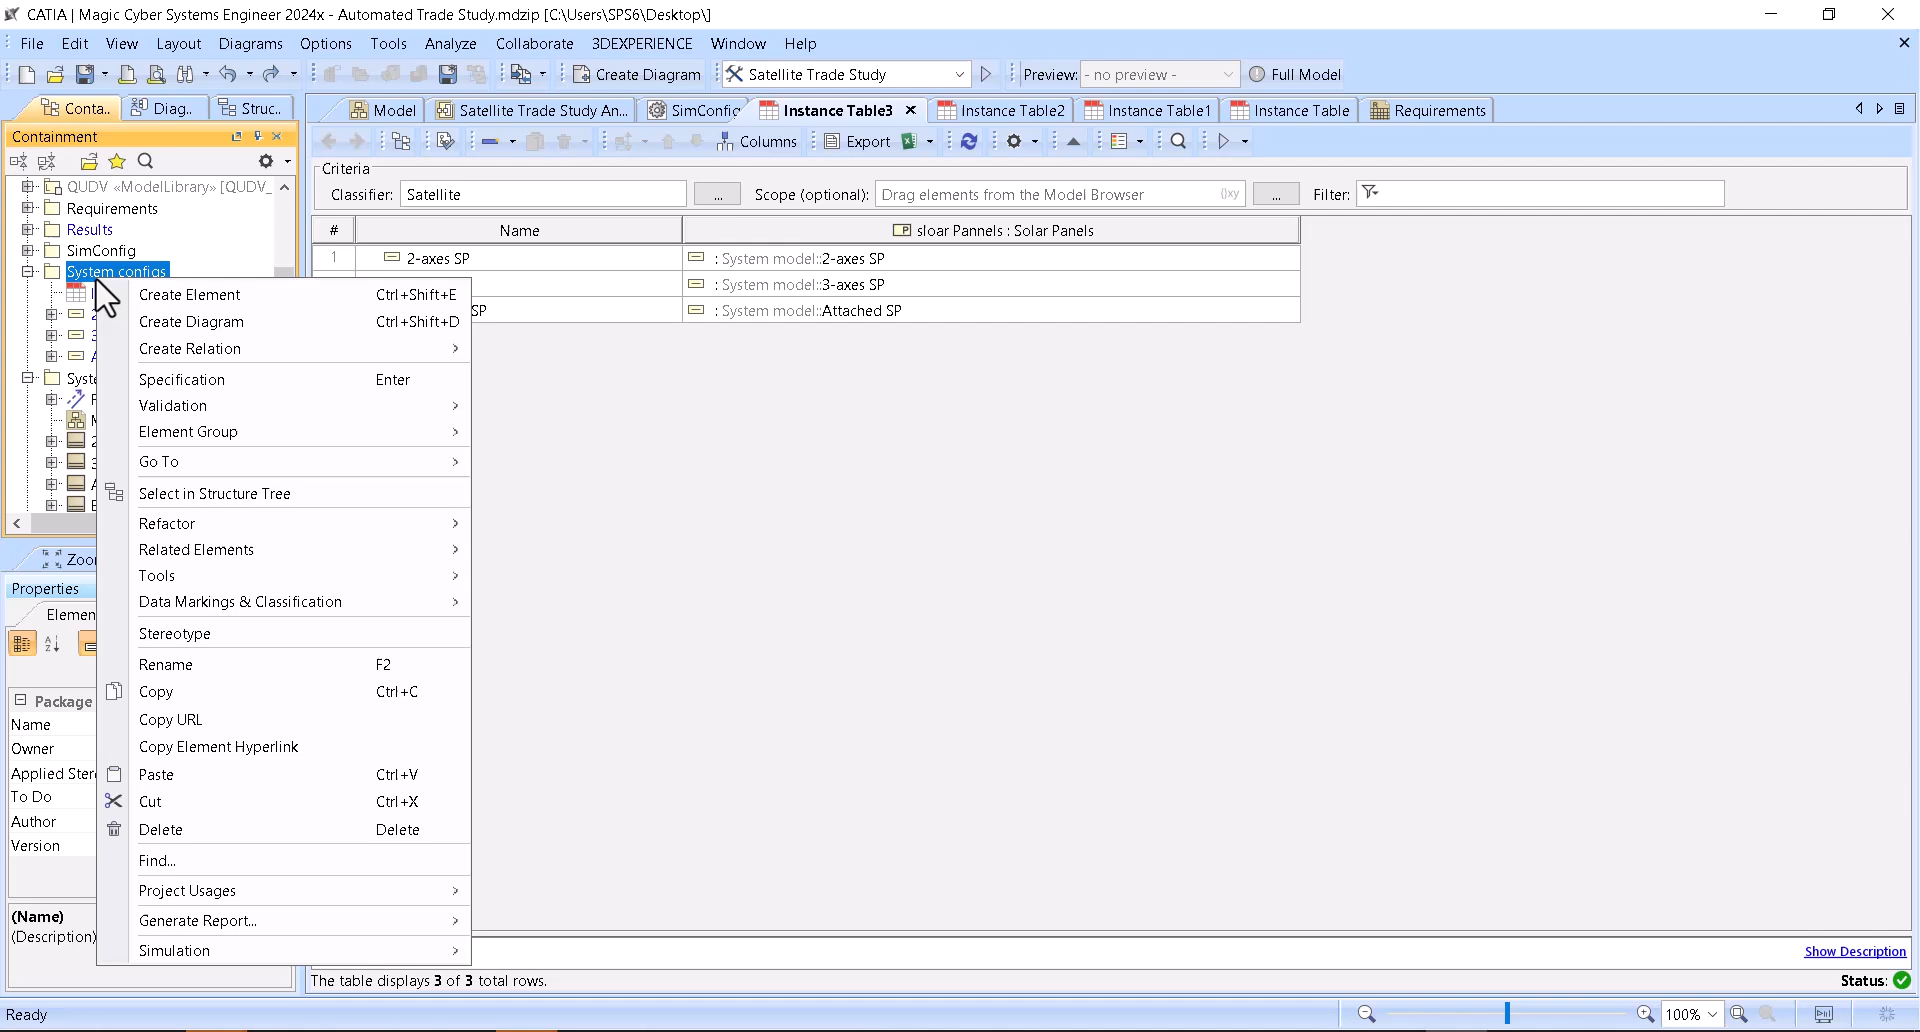 CATIA | Magic Cyber Systems Engineer 2024x - Automated Trade Study.mdzip [C:\Users\SPS6\Desktop\]
File Edit View Layout Diagrams Options Tools Analyze Collaborate 3DEXPERIENCE Window Help
Create Diagram Satellite Trade Study Preview: - no preview - Full Model
Conta.. Diag.. Struc.. Model Satellite Trade Study An... SimConfig Instance Table3 Instance Table2 Instance Table1 Instance Table Requirements
Containment
Columns Export
Criteria
Classifier: Satellite ... Scope (optional): Drag elements from the Model Browser ... Filter:
QUDV «ModelLibrary» [QUDV_
Requirements
Results
SimConfig
System configs
Syst
# Name sloar Pannels : Solar Panels
1 2-axes SP : System model::2-axes SP
: System model::3-axes SP
SP : System model::Attached SP
Create Element Ctrl+Shift+E
Create Diagram Ctrl+Shift+D
Create Relation
Specification Enter
Validation
Element Group
Go To
Select in Structure Tree
Refactor
Related Elements
Tools
Data Markings & Classification
Stereotype
Rename F2
Copy Ctrl+C
Copy URL
Copy Element Hyperlink
Paste Ctrl+V
Cut Ctrl+X
Delete Delete
Find...
Project Usages
Generate Report...
Simulation
Zoo
Properties
Elemen
Package
Name
Owner
Applied Ster
To Do
Author
Version
(Name)
(Description)
Show Description
The table displays 3 of 3 total rows. Status:
Ready 100%